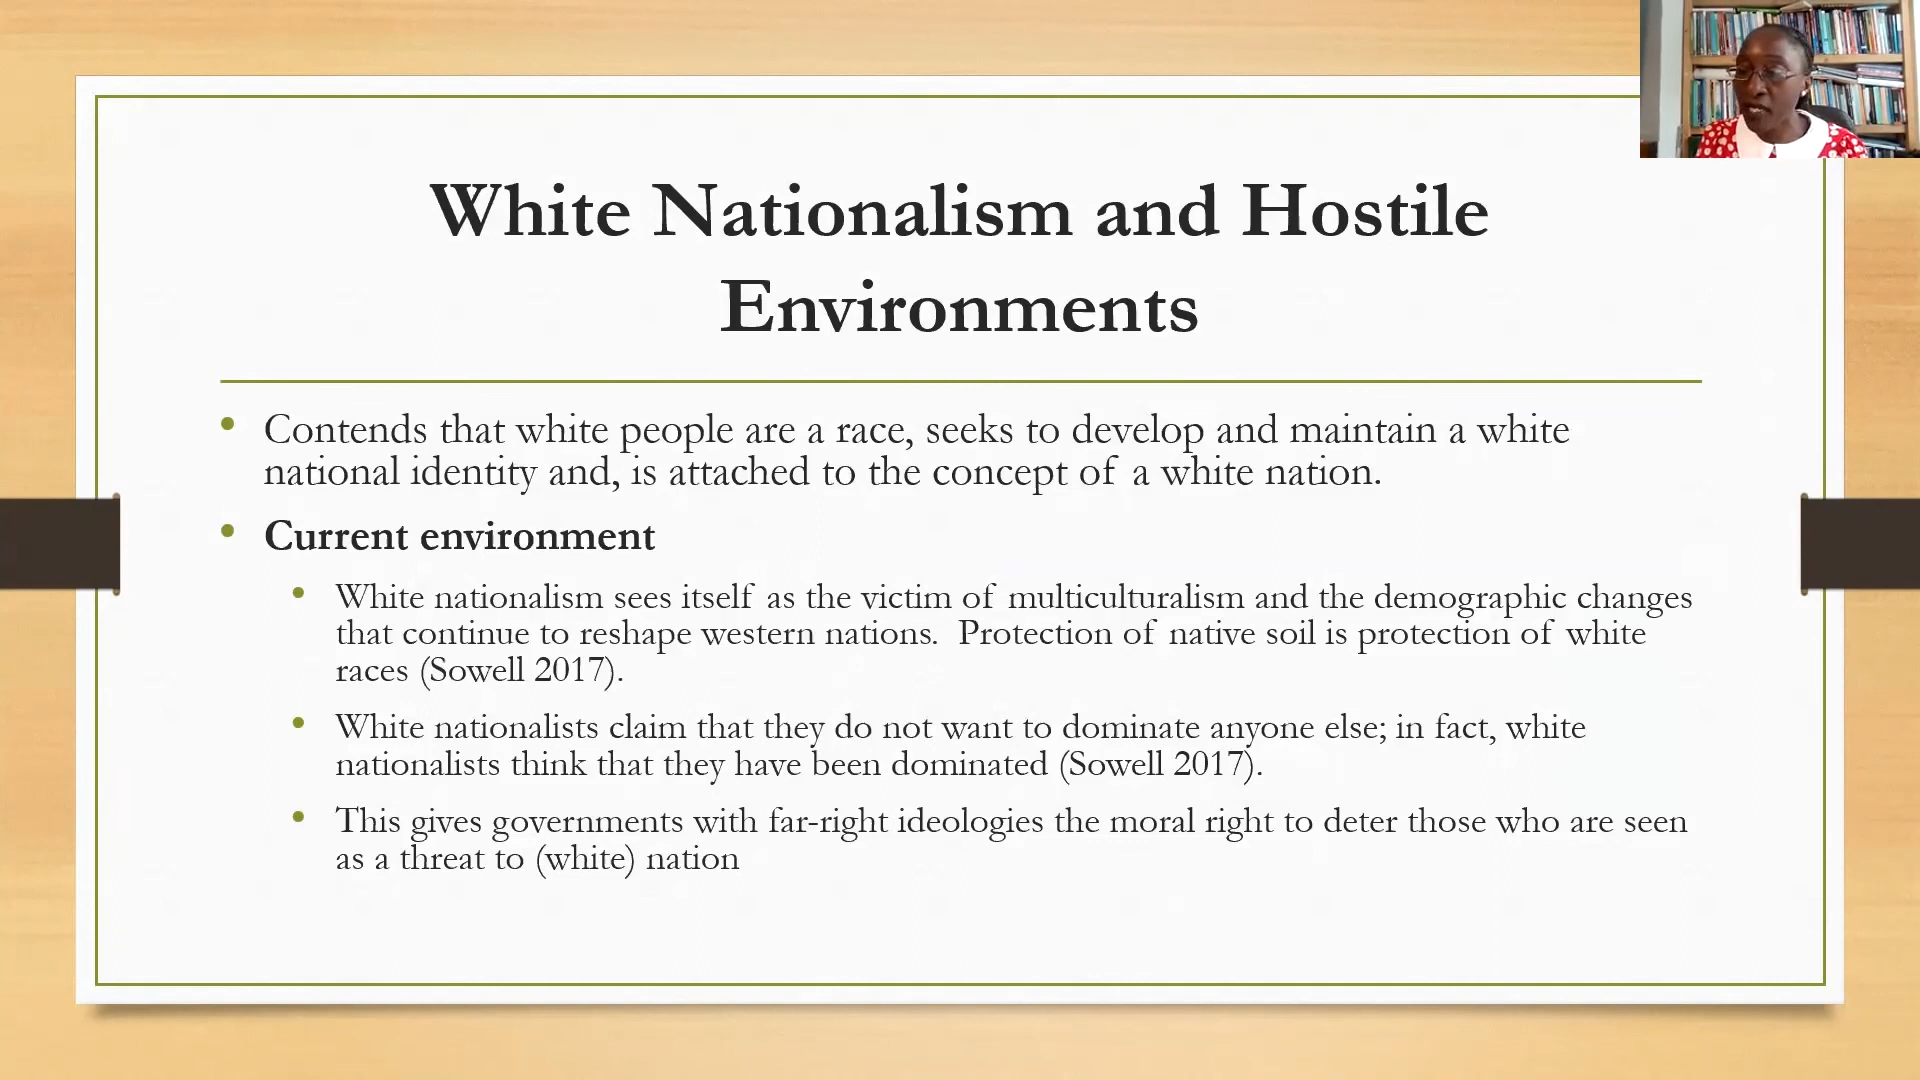 White Nationalism and Hostile
Environments
• Contends that white people are a race, seeks to develop and maintain a white
national identity and, is attached to the concept of a white nation.
• Current environment
• White nationalism sees itself as the victim of multiculturalism and the demographic changes
that continue to reshape western nations. Protection of native soil is protection of white
races (Sowell 2017).
• White nationalists claim that they do not want to dominate anyone else; in fact, white
nationalists think that they have been dominated (Sowell 2017).
• This gives governments with far-right ideologies the moral right to deter those who are seen
as a threat to (white) nation